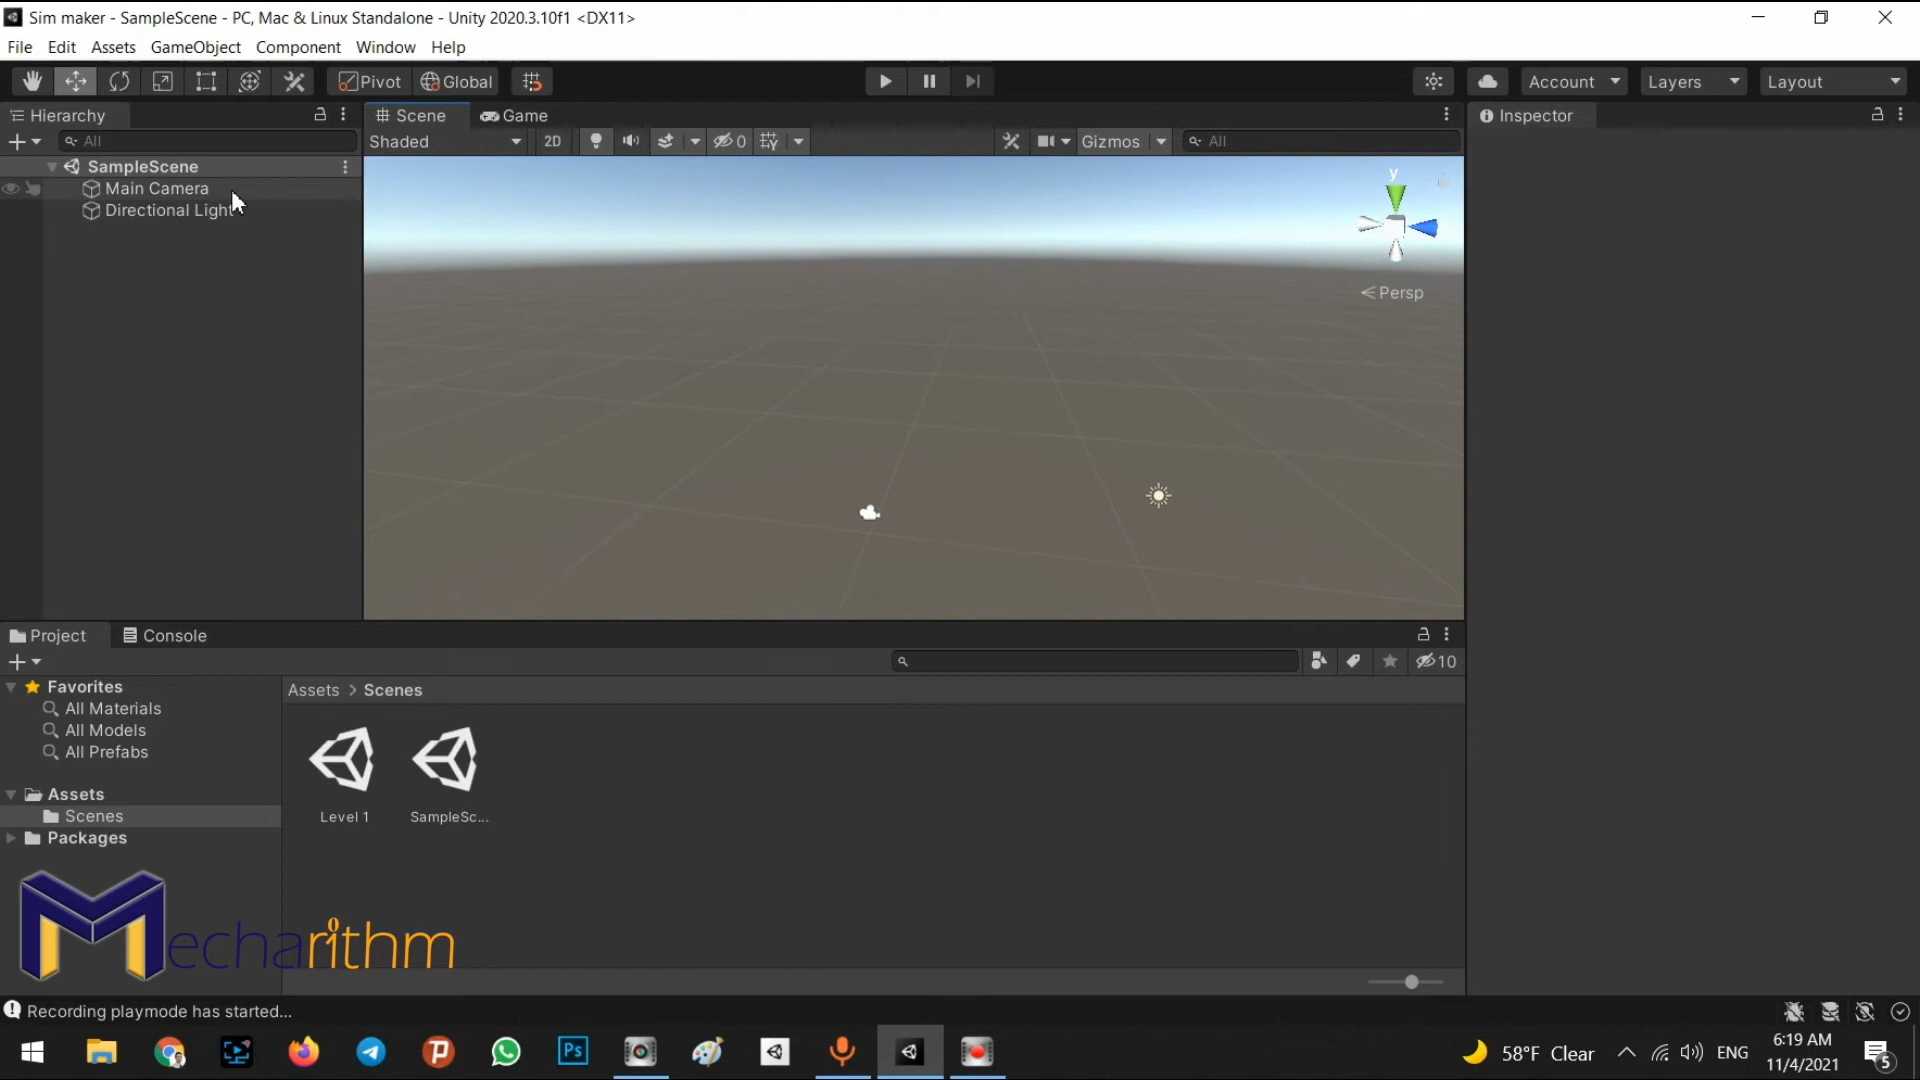 Sim maker - SampleScene - PC, Mac & Linux Standalone - Unity 2020.3.10f1 <DX11>
File Edit Assets GameObject Component Window Help
Pivot Global Account Layers Layout
Hierarchy Scene Game Inspector
All Shaded 2D 0 Gizmos All
SampleScene
Main Camera
Directional Light
y
Persp
Project Console
10
Favorites Assets > Scenes
All Materials
All Models
All Prefabs
Assets
Scenes Level 1 SampleSc...
Packages
Mecharithm
Recording playmode has started...
Ps 58°F Clear ENG 6:19 AM
11/4/2021 5